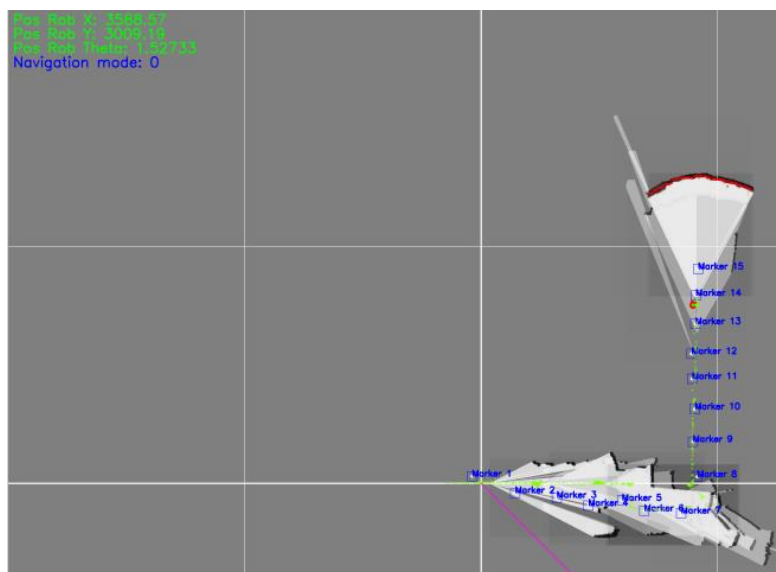 Pos Rob X: 3568.57
Pos Rob Y: 3009.19
Pos Rob Theta: 1.52733
Navigation mode: 0
Marker 15
Marker 14
Marker 13
Marker 12
Marker 11
Marker 10
Marker 9
Marker 1
Marker 8
Marker 2
Marker 3
Marker 4
Marker 5
Marker 6
Marker 7